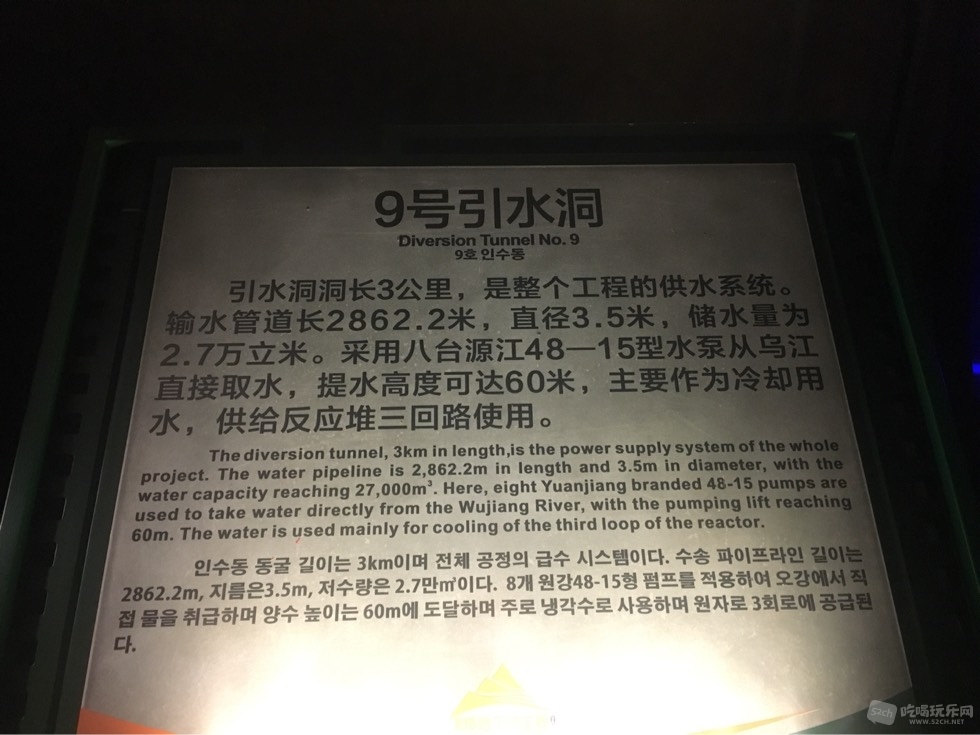 9号引水洞
Diversion Tunnel No. 9
9호 인수동
引水洞洞长3公里，是整个工程的供水系统。
输水管道长2862.2米，直径3.5米，储水量为
2.7万立米。采用八台源江48—15型水泵从乌江
直接取水，提水高度可达60米，主要作为冷却用
水，供给反应堆三回路使用。
The diversion tunnel, 3km in length,is the power supply system of the whole
project. The water pipeline is 2,862.2m in length and 3.5m in diameter, with the
water capacity reaching 27,000m³. Here, eight Yuanjiang branded 48-15 pumps are
used to take water directly from the Wujiang River, with the pumping lift reaching
60m. The water is used mainly for cooling of the third loop of the reactor.
인수동 동굴 길이는 3km이며 전체 공정의 급수 시스템이다. 수송 파이프라인 길이는
2862.2m, 지름은3.5m, 저수량은 2.7만㎥이다. 8개 원강48-15형 펌프를 적용하여 오강에서 직
접 물을 취급하며 양수 높이는 60m에 도달하며 주로 냉각수로 사용하며 원자로 3회로에 공급된
다.
9
52ch 吃喝玩乐网
WWW.52CH.NET